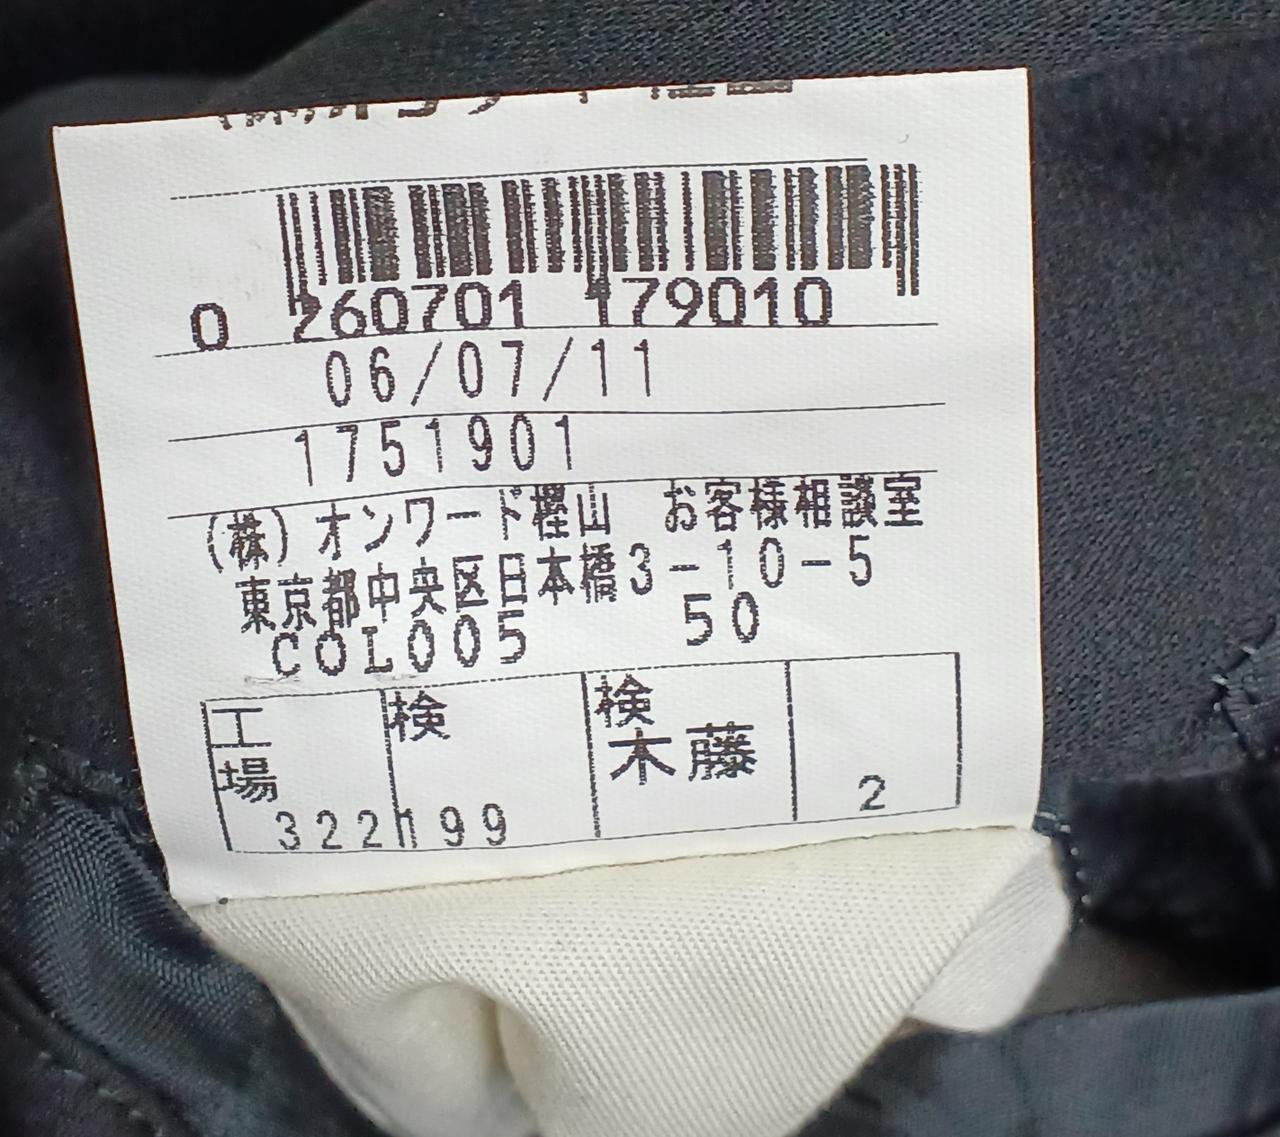 0 260701 179010
06/07/11
1751901
(株)オンワード樫山 お客様相談室
東京都中央区日本橋3-10-5
COL005 50
工場 検 検
木藤
322 199 2